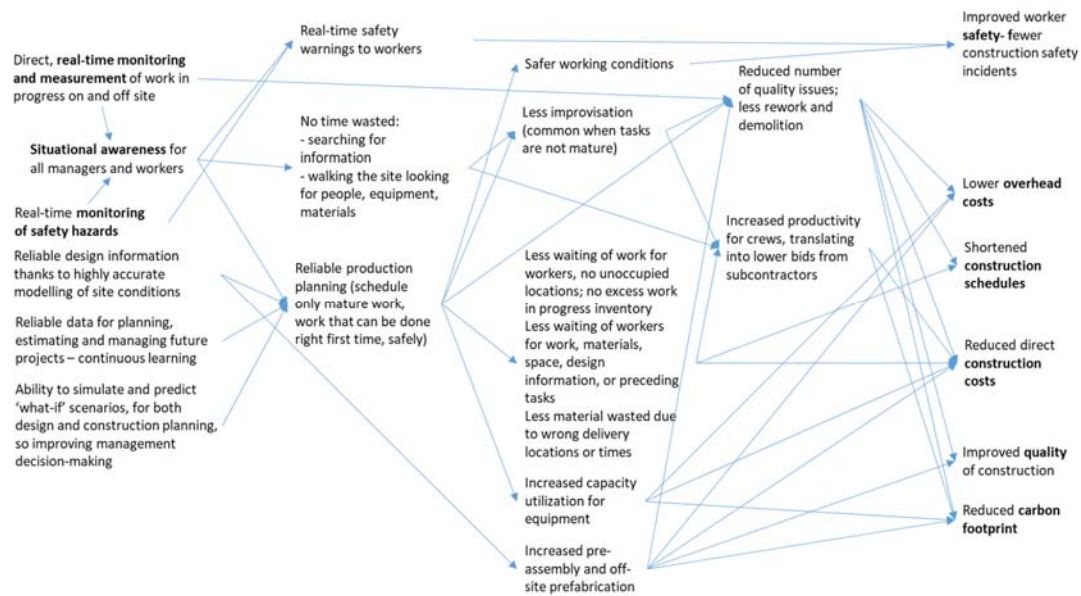 Direct, real-time monitoring
and measurement of work in
progress on and off site
Situational awareness for
all managers and workers
Real-time monitoring
of safety hazards
Reliable design information
thanks to highly accurate
modelling of site conditions
Reliable data for planning,
estimating and managing future
projects – continuous learning
Ability to simulate and predict
‘what-if’ scenarios, for both
design and construction planning,
so improving management
decision-making
Real-time safety
warnings to workers
No time wasted:
- searching for
information
- walking the site looking
for people, equipment,
materials
Reliable production
planning (schedule
only mature work,
work that can be done
right first time, safely)
Safer working conditions
Less improvisation
(common when tasks
are not mature)
Less waiting of work for
workers, no unoccupied
locations; no excess work
in progress inventory
Less waiting of workers
for work, materials,
space, design
information, or preceding
tasks
Less material wasted due
to wrong delivery
locations or times
Increased capacity
utilization for
equipment
Increased pre-
assembly and off-
site prefabrication
Reduced number
of quality issues;
less rework and
demolition
Increased productivity
for crews, translating
into lower bids from
subcontractors
Improved worker
safety- fewer
construction safety
incidents
Lower overhead
costs
Shortened
construction
schedules
Reduced direct
construction
costs
Improved quality
of construction
Reduced carbon
footprint